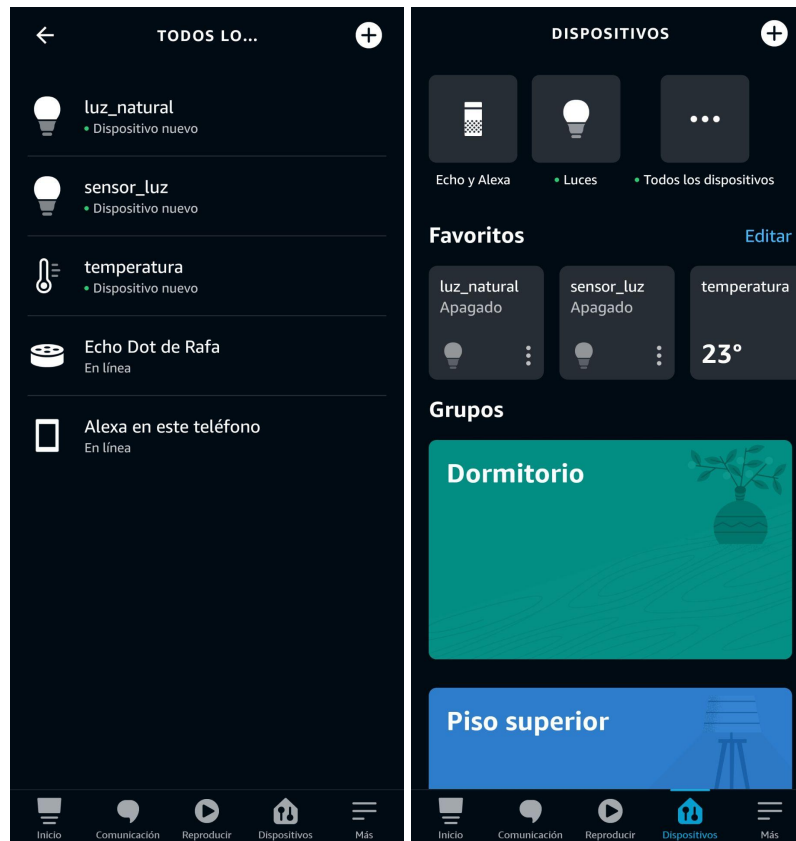 TODOS LO...
luz_natural
• Dispositivo nuevo
sensor_luz
• Dispositivo nuevo
temperatura
• Dispositivo nuevo
Echo Dot de Rafa
En línea
Alexa en este teléfono
En línea
Inicio Comunicación Reproducir Dispositivos Más
DISPOSITIVOS
Echo y Alexa • Luces • Todos los dispositivos
Favoritos Editar
luz_natural sensor_luz temperatura
Apagado Apagado
23°
Grupos
Dormitorio
Piso superior
Inicio Comunicación Reproducir Dispositivos Más